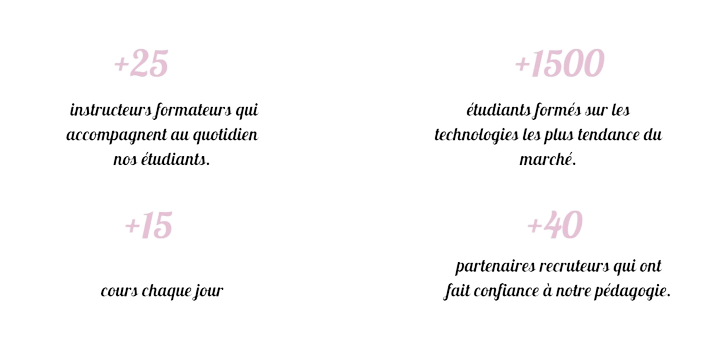 +25
instructeurs formateurs qui
accompagnent au quotidien
nos étudiants.
+1500
étudiants formés sur les
technologies les plus tendance du
marché.
+15
cours chaque jour
+40
partenaires recruteurs qui ont
fait confiance à notre pédagogie.